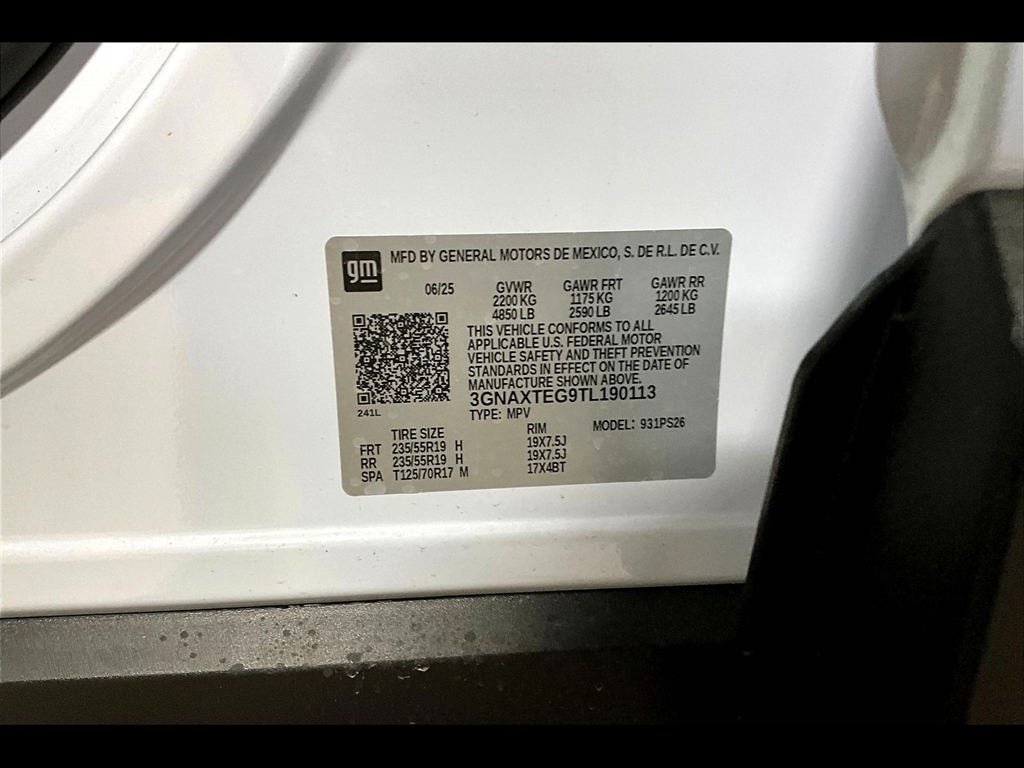 gm MFD BY GENERAL MOTORS DE MEXICO, S. DE R.L. DE C.V.
06/25 GVWR GAWR FRT GAWR RR
2200 KG 1175 KG 1200 KG
4850 LB 2590 LB 2645 LB
THIS VEHICLE CONFORMS TO ALL
APPLICABLE U.S. FEDERAL MOTOR
VEHICLE SAFETY AND THEFT PREVENTION
STANDARDS IN EFFECT ON THE DATE OF
MANUFACTURE SHOWN ABOVE.
3GNAXTEG9TL190113
241L
TYPE: MPV MODEL: 931PS26
TIRE SIZE RIM
FRT 235/55R19 H 19X7.5J
RR 235/55R19 H 19X7.5J
SPA T125/70R17 M 17X4BT